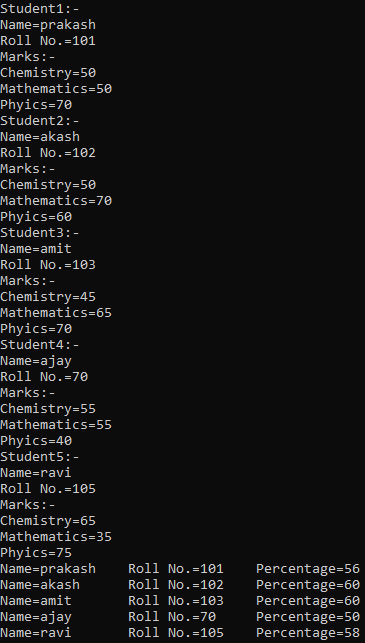 Student1:-
Name=prakash
Roll No.=101
Marks:-
Chemistry=50
Mathematics=50
Phyics=70
Student2:-
Name=akash
Roll No.=102
Marks:-
Chemistry=50
Mathematics=70
Phyics=60
Student3:-
Name=amit
Roll No.=103
Marks:-
Chemistry=45
Mathematics=65
Phyics=70
Student4:-
Name=ajay
Roll No.=70
Marks:-
Chemistry=55
Mathematics=55
Phyics=40
Student5:-
Name=ravi
Roll No.=105
Marks:-
Chemistry=65
Mathematics=35
Phyics=75
Name=prakash    Roll No.=101    Percentage=56
Name=akash      Roll No.=102    Percentage=60
Name=amit       Roll No.=103    Percentage=60
Name=ajay       Roll No.=70     Percentage=50
Name=ravi       Roll No.=105    Percentage=58